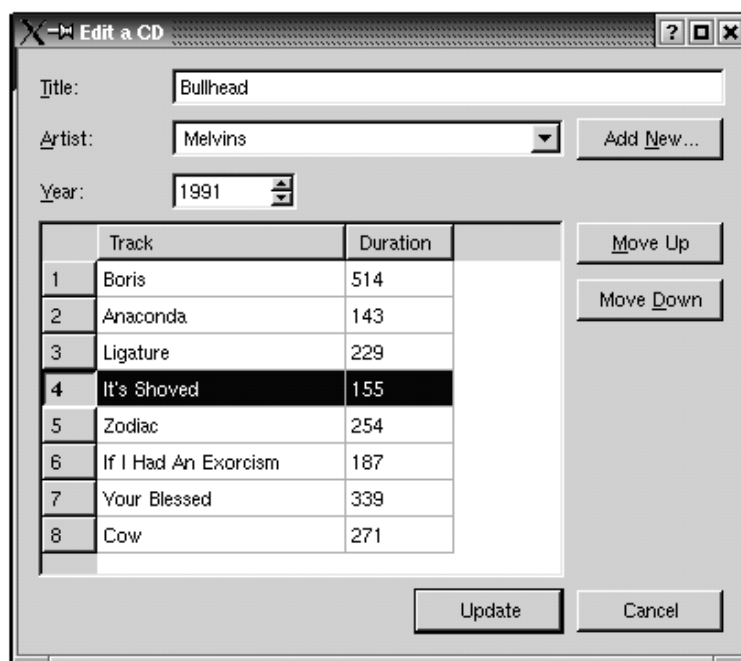 Edit a CD ?
Title: Bullhead
Artist: Melvins Add New...
Year: 1991
Track Duration Move Up
1 Boris 514
Move Down
2 Anaconda 143
3 Ligature 229
4 It's Shoved 155
5 Zodiac 254
6 If I Had An Exorcism 187
7 Your Blessed 339
8 Cow 271
Update Cancel